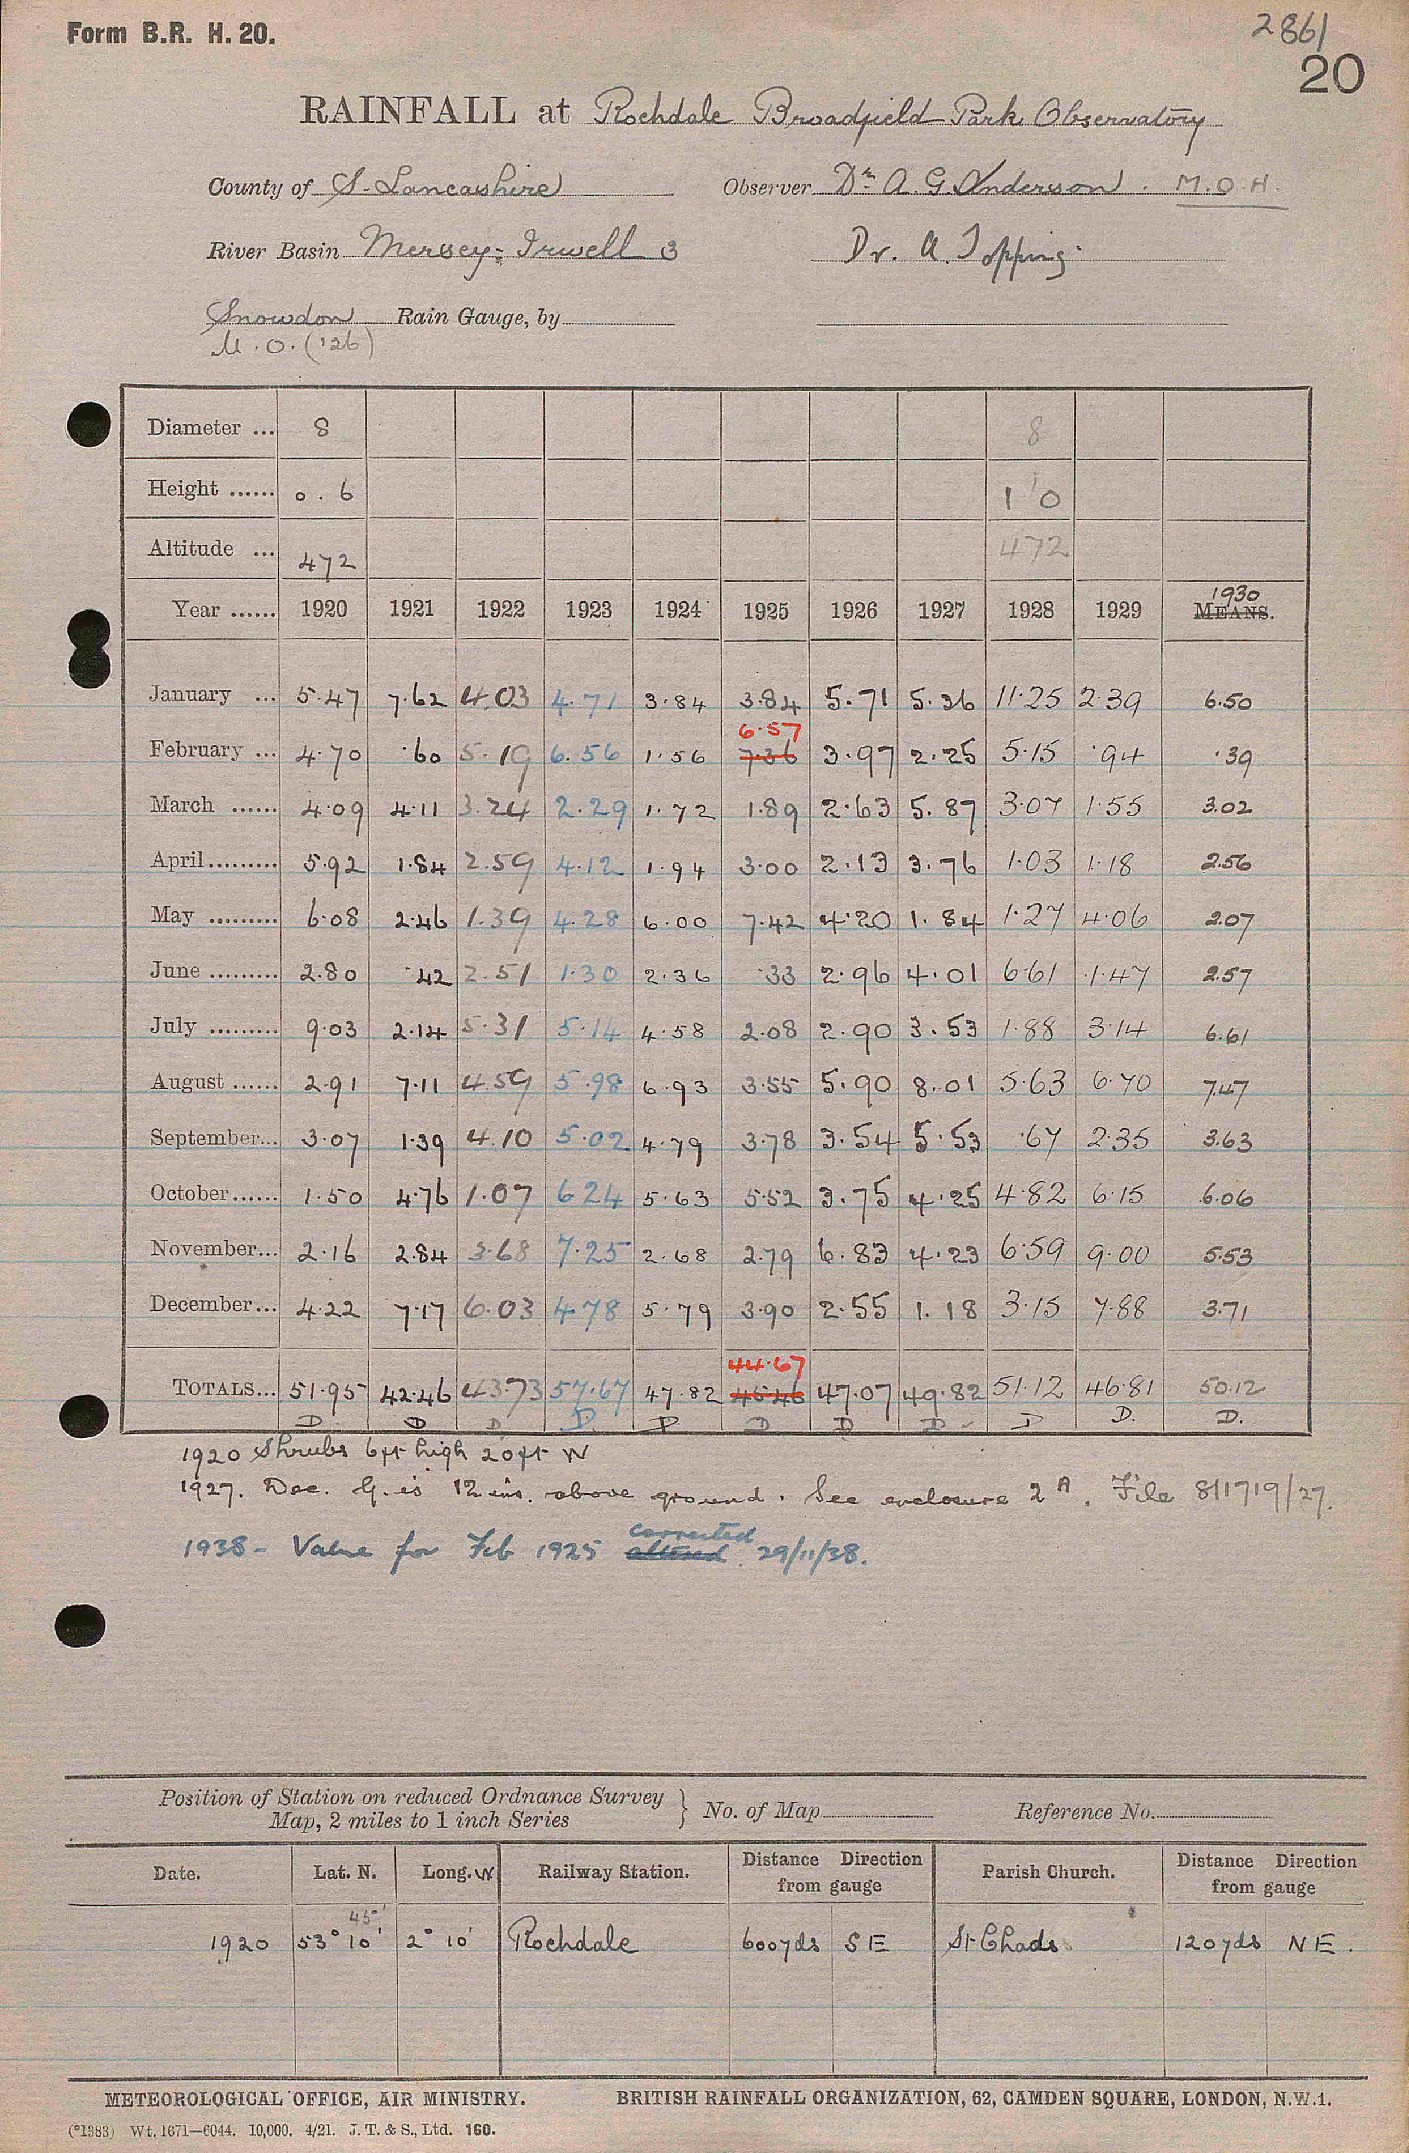 Form B.R. H. 20.
2861
20
RAINFALL at Rochdale Broadfield Park Observatory
County of S. Lancashire Observer Dr. A. G. Anderson. M.O.H.
River Basin Mersey: Irwell 3 Dr. A. Topping.
Snowdon Rain Gauge, by
M.O. ('26)
Diameter ... 8 8
Height ...... 0.6 1 0
Altitude ... 472 472
Year ...... 1920 1921 1922 1923 1924 1925 1926 1927 1928 1929 1930 MEANS.
January ... 5.47 7.62 4.03 4.71 3.84 3.84 5.71 5.26 11.25 2.39 6.50
6.57
February ... 4.70 .60 5.19 6.56 1.56 7.36 3.97 2.25 5.15 .94 .39
March ...... 4.09 4.11 3.24 2.29 1.72 1.89 2.63 5.87 3.07 1.55 3.02
April ......... 5.92 1.84 2.59 4.12 1.94 3.00 2.13 3.76 1.03 1.18 2.56
May ......... 6.08 2.46 1.39 4.28 6.00 7.42 4.20 1.84 1.27 4.06 2.07
June ......... 2.80 .42 2.51 1.30 2.36 .33 2.96 4.01 6.61 1.47 2.57
July ......... 9.03 2.14 5.31 5.14 4.58 2.08 2.90 3.53 1.88 3.14 6.61
August ...... 2.91 7.11 4.59 5.98 6.93 3.55 5.90 8.01 5.63 6.70 7.47
September... 3.07 1.39 4.10 5.02 4.79 3.78 3.54 5.53 .67 2.35 3.63
October ...... 1.50 4.76 1.07 6.24 5.63 5.52 3.75 4.25 4.82 6.15 6.06
November... 2.16 2.84 3.68 7.25 2.68 2.79 6.83 4.23 6.59 9.00 5.53
December... 4.22 7.17 6.03 4.78 5.79 3.90 2.55 1.18 3.15 7.88 3.71
44.67
TOTALS... 51.95 42.46 43.73 57.67 47.82 45.46 47.07 49.82 51.12 46.81 50.12
D D D D. D D D D D D. D.
1920 Shrubs 6ft high 20ft W
1927. Dec. G. is 12 ins. above ground. See enclosure 2A. File 811719/27.
1938 - Value for Feb 1925 altered corrected 29/11/38.
Position of Station on reduced Ordnance Survey
Map, 2 miles to 1 inch Series } No. of Map Reference No.
Date. Lat. N. Long. W Railway Station. Distance Direction from gauge Parish Church. Distance Direction from gauge
45'
1920 53° 10' 2° 10' Rochdale 600yds SE St Chads 120yds NE.
METEOROLOGICAL OFFICE, AIR MINISTRY. BRITISH RAINFALL ORGANIZATION, 62, CAMDEN SQUARE, LONDON, N.W.1.
(*1383) Wt. 1671—6044. 10,000. 4/21. J. T. & S., Ltd. 160.